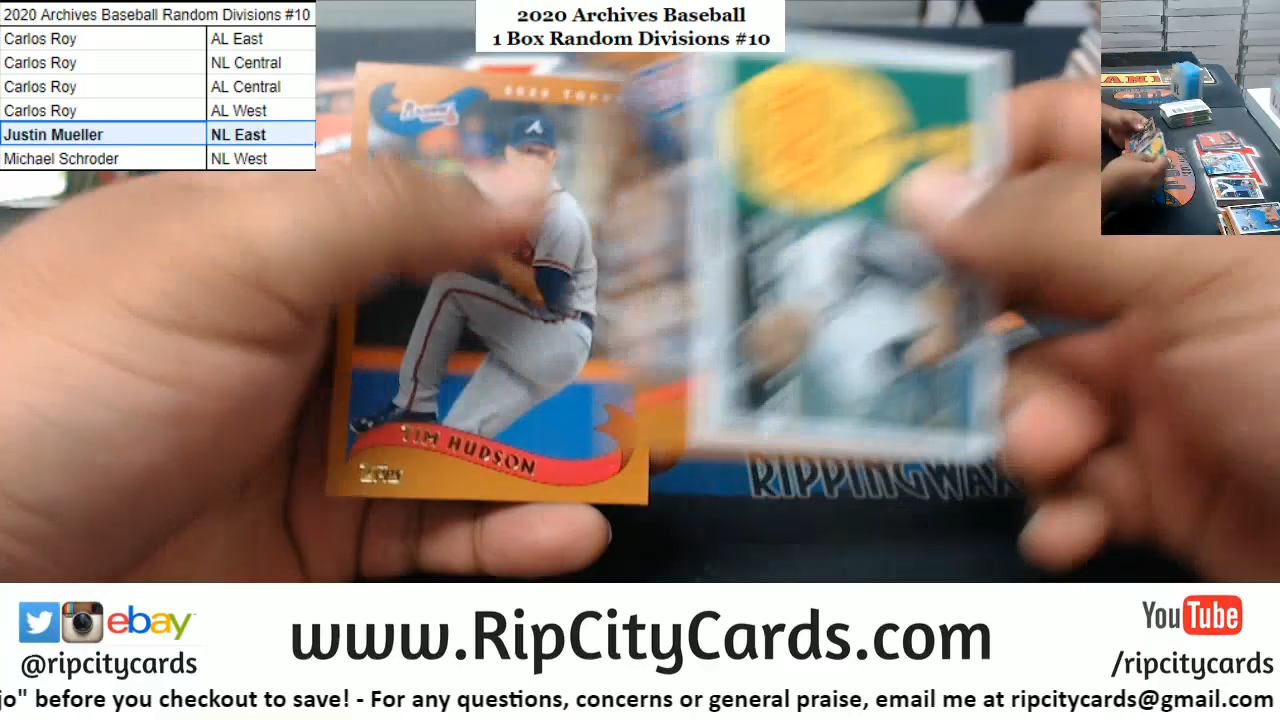 2020 Archives Baseball Random Divisions #10
Carlos Roy AL East
Carlos Roy NL Central
Carlos Roy AL Central
Carlos Roy AL West
Justin Mueller NL East
Michael Schroder NL West
2020 Archives Baseball
1 Box Random Divisions #10
Braves
TIM HUDSON
RIPPINGWAX
ebay
@ripcitycards
www.RipCityCards.com
YouTube
/ripcitycards
jo" before you checkout to save! - For any questions, concerns or general praise, email me at ripcitycards@gmail.com